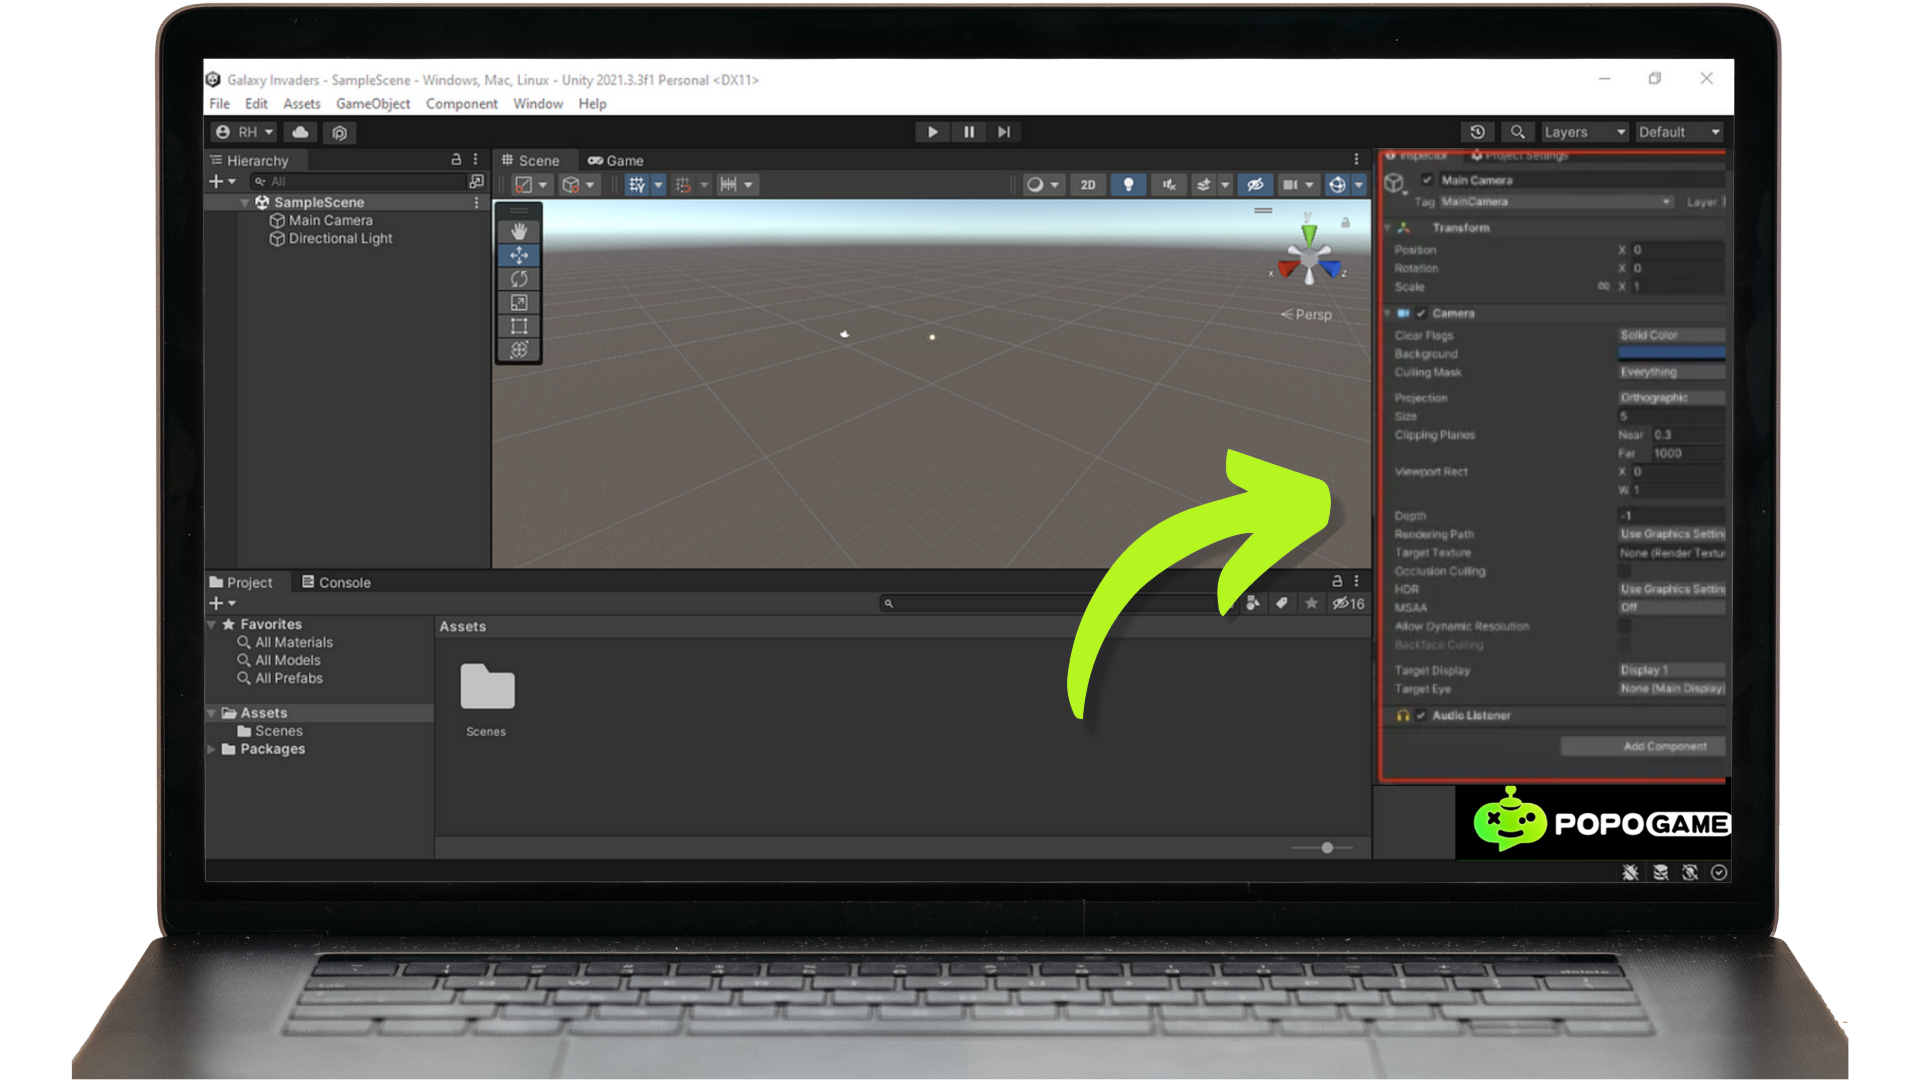 Galaxy Invaders - SampleScene - Windows, Mac, Linux - Unity 2021.3.3f1 Personal <DX11>
File Edit Assets GameObject Component Window Help
RH Layers Default
Hierarchy
All
SampleScene
Main Camera
Directional Light
Scene Game
2D
y
x z
Persp
Inspector Project Settings
Main Camera
Tag MainCamera Layer
Transform
Position X 0
Rotation X 0
Scale X 1
Camera
Clear Flags Solid Color
Background
Culling Mask Everything
Projection Orthographic
Size 5
Clipping Planes Near 0.3
Far 1000
Viewport Rect X 0
W 1
Depth -1
Rendering Path Use Graphics Settin
Target Texture None (Render Textu
Occlusion Culling
HDR Use Graphics Settin
MSAA Off
Allow Dynamic Resolution
Backface Culling
Target Display Display 1
Target Eye None (Main Display)
Audio Listener
Add Component
Project Console
16
Favorites
All Materials
All Models
All Prefabs
Assets
Scenes
Packages
Assets
Scenes
POPOGAME
delete